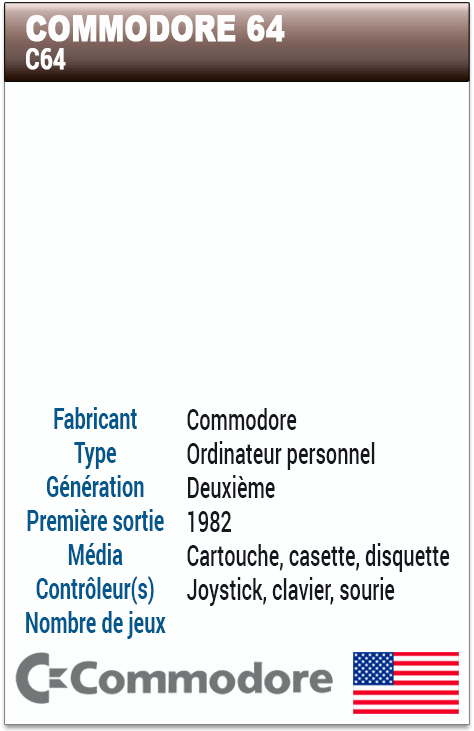 COMMODORE 64
C64
Fabricant Commodore
Type Ordinateur personnel
Génération Deuxième
Première sortie 1982
Média Cartouche, casette, disquette
Contrôleur(s) Joystick, clavier, sourie
Nombre de jeux
Commodore